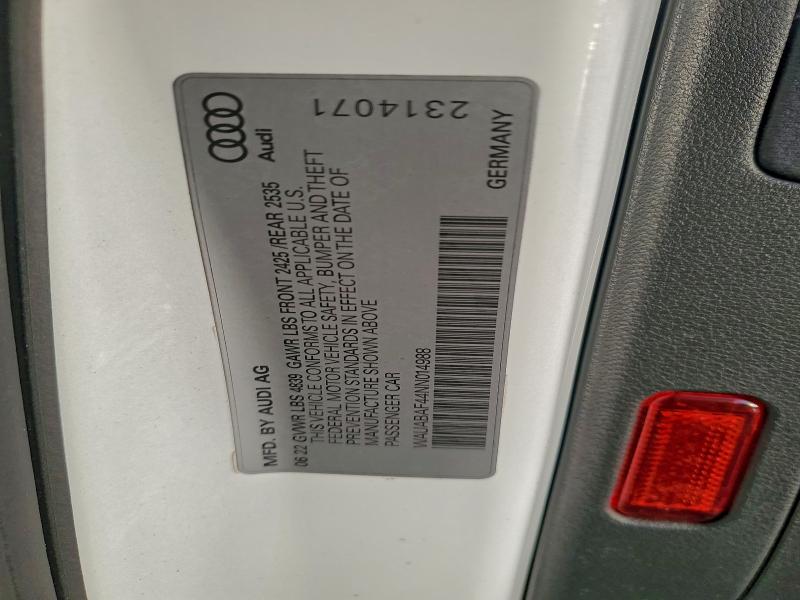 MFD. BY AUDI AG
Audi
06.22 GVWR LBS 4839 GAWR LBS FRONT 2425 /REAR 2535
THIS VEHICLE CONFORMS TO ALL APPLICABLE U.S.
FEDERAL MOTOR VEHICLE SAFETY, BUMPER AND THEFT
PREVENTION STANDARDS IN EFFECT ON THE DATE OF
MANUFACTURE SHOWN ABOVE
PASSENGER CAR
WAUABAF44NN014988
GERMANY
2314071